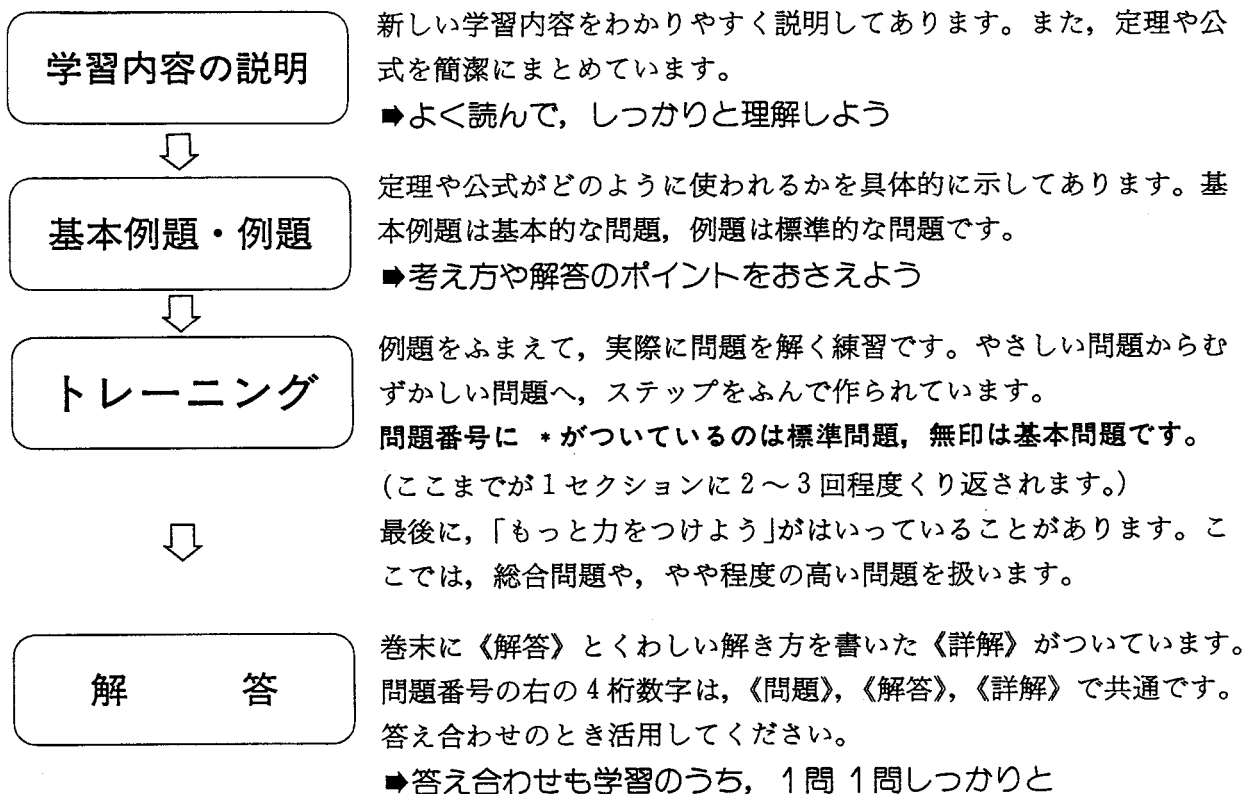 学習内容の説明
新しい学習内容をわかりやすく説明してあります。また，定理や公
式を簡潔にまとめています。
➡よく読んで，しっかりと理解しよう
基本例題・例題
定理や公式がどのように使われるかを具体的に示してあります。基
本例題は基本的な問題，例題は標準的な問題です。
➡考え方や解答のポイントをおさえよう
トレーニング
例題をふまえて，実際に問題を解く練習です。やさしい問題からむ
ずかしい問題へ，ステップをふんで作られています。
問題番号に ＊がついているのは標準問題，無印は基本問題です。
(ここまでが1セクションに2〜3回程度くり返されます。)
最後に，「もっと力をつけよう」がはいっていることがあります。こ
こでは，総合問題や，やや程度の高い問題を扱います。
解　　　答
巻末に《解答》とくわしい解き方を書いた《詳解》がついています。
問題番号の右の4桁数字は，《問題》，《解答》，《詳解》で共通です。
答え合わせのとき活用してください。
➡答え合わせも学習のうち，1問1問しっかりと